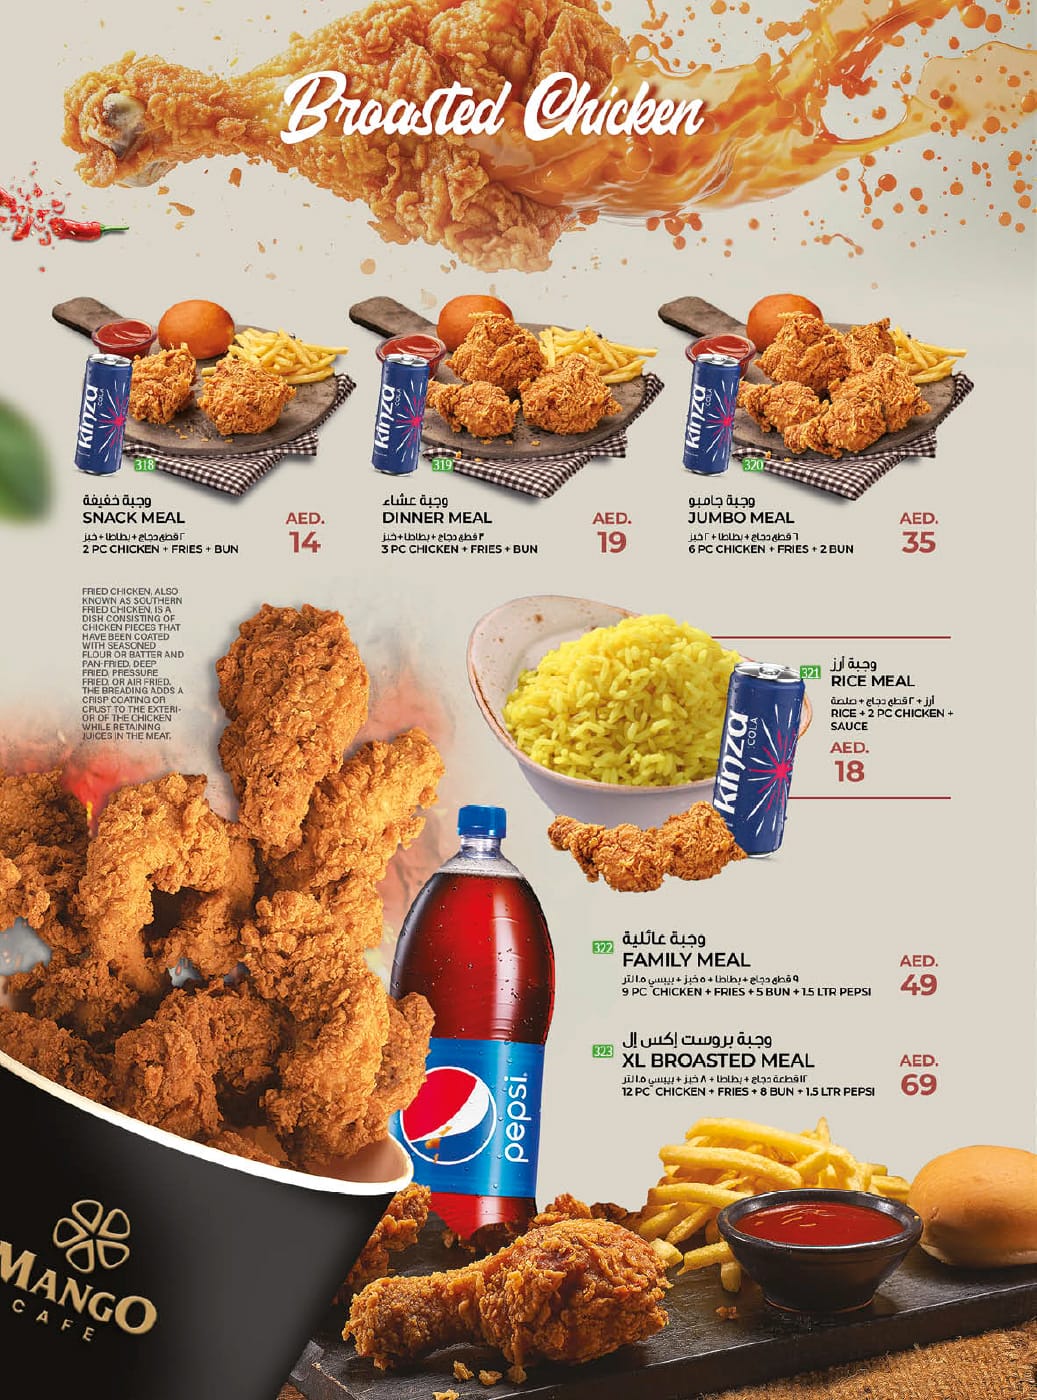 Broasted Chicken
kinza
COLA
318
وجبة خفيفة
SNACK MEAL
٢ قطع دجاج + بطاطا + خبز
2 PC CHICKEN + FRIES + BUN
AED.
14
kinza
COLA
319
وجبة عشاء
DINNER MEAL
٣ قطع دجاج + بطاطا + خبز
3 PC CHICKEN + FRIES + BUN
AED.
19
kinza
COLA
320
وجبة جامبو
JUMBO MEAL
٦ قطع دجاج + بطاطا + ٢ خبز
6 PC CHICKEN + FRIES + 2 BUN
AED.
35
FRIED CHICKEN, ALSO
KNOWN AS SOUTHERN
FRIED CHICKEN, IS A
DISH CONSISTING OF
CHICKEN PIECES THAT
HAVE BEEN COATED
WITH SEASONED
FLOUR OR BATTER AND
PAN-FRIED, DEEP
FRIED, PRESSURE
FRIED, OR AIR FRIED.
THE BREADING ADDS A
CRISP COATING OR
CRUST TO THE EXTERI-
OR OF THE CHICKEN
WHILE RETAINING
JUICES IN THE MEAT.
kinza
COLA
321
وجبة أرز
RICE MEAL
أرز + ٢ قطع دجاج + صلصة
RICE + 2 PC CHICKEN +
SAUCE
AED.
18
322
وجبة عائلية
FAMILY MEAL
٩ قطع دجاج + بطاطا + ٥ خبز + بيبسي ١.٥ لتر
9 PC CHICKEN + FRIES + 5 BUN + 1.5 LTR PEPSI
AED.
49
323
وجبة بروست إكس إل
XL BROASTED MEAL
١٢ قطعة دجاج + بطاطا + ٨ خبز + بيبسي ١.٥ لتر
12 PC CHICKEN + FRIES + 8 BUN + 1.5 LTR PEPSI
AED.
69
pepsi
MANGO
CAFE